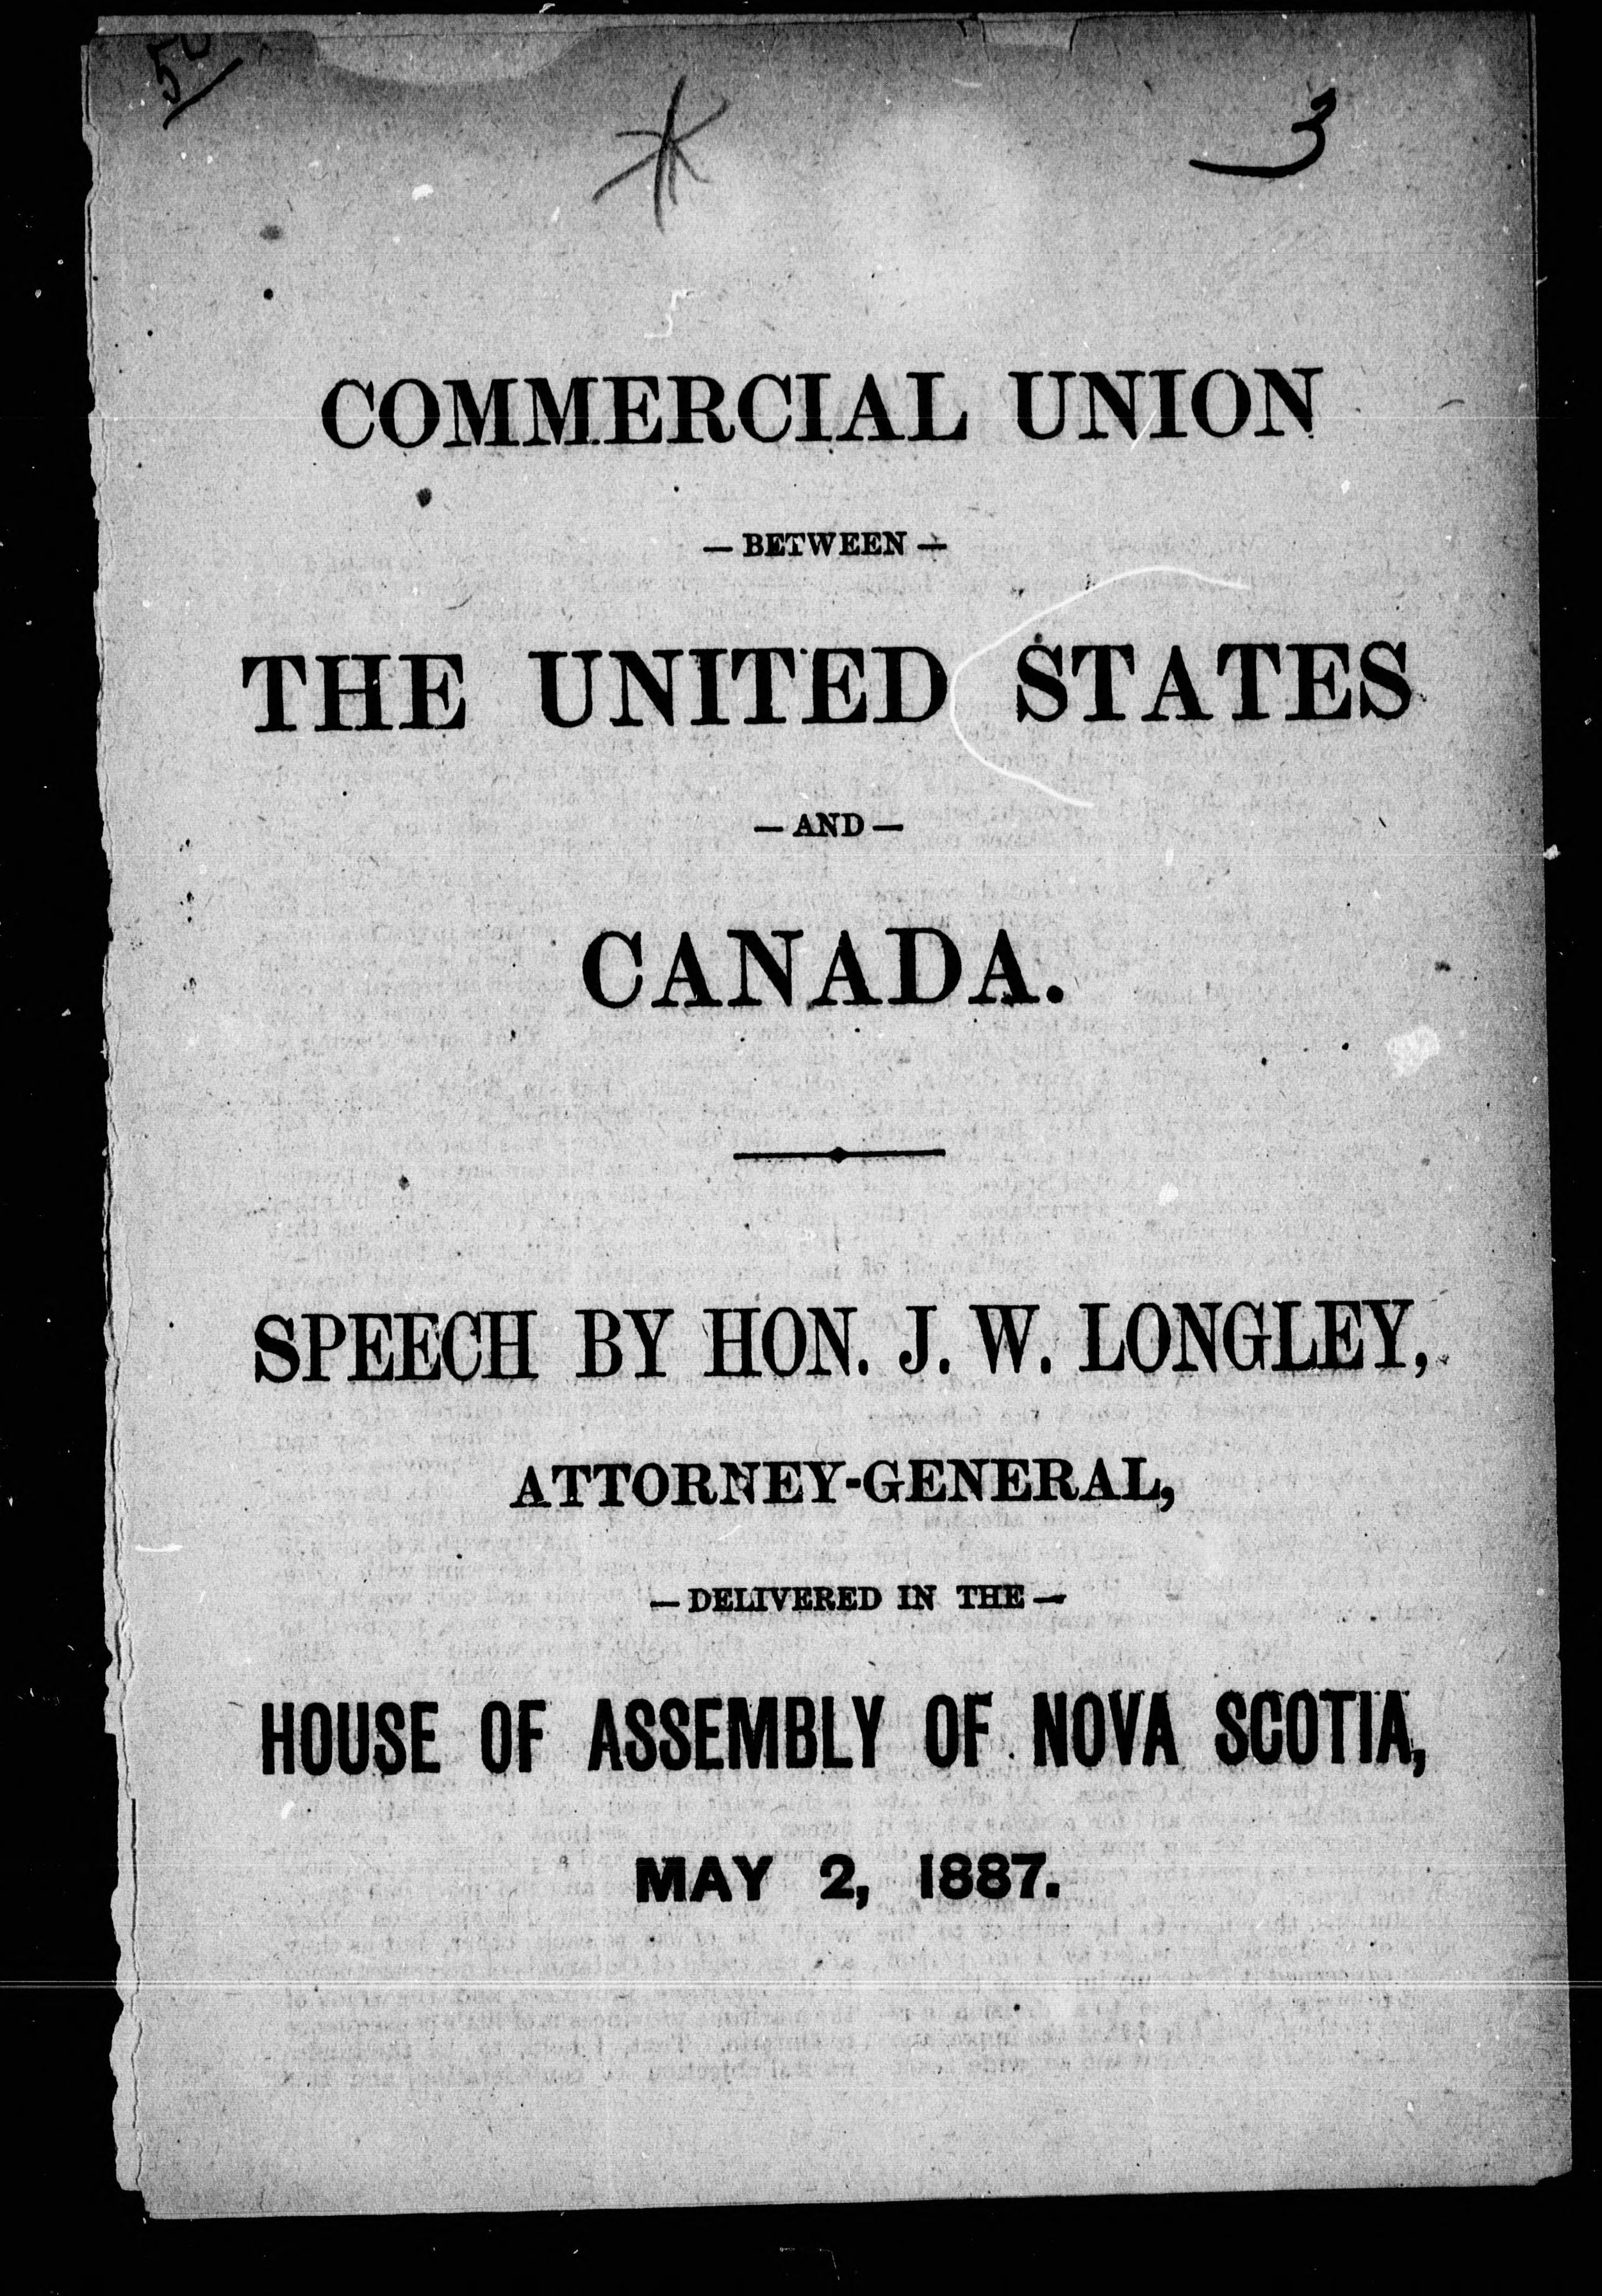 3
COMMERCIAL UNION
— BETWEEN —
THE UNITED STATES
— AND —
CANADA.
SPEECH BY HON. J. W. LONGLEY,
ATTORNEY-GENERAL,
— DELIVERED IN THE —
HOUSE OF ASSEMBLY OF NOVA SCOTIA,
MAY 2, 1887.